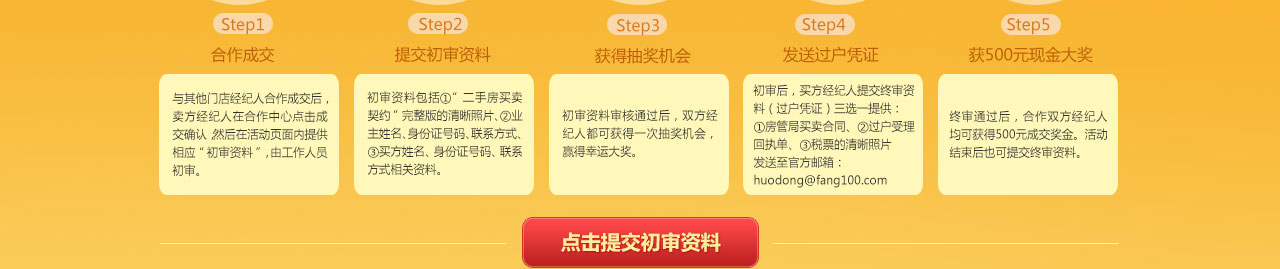 Step1
合作成交
与其他门店经纪人合作成交后，
卖方经纪人在合作中心点击成
交确认,然后在活动页面内提供
相应“初审资料”,由工作人员
初审。
Step2
提交初审资料
初审资料包括①”二手房买卖
契约”完整版的清晰照片、②业
主姓名、身份证号码、联系方式、
③买方姓名、身份证号码、联系
方式相关资料。
Step3
获得抽奖机会
初审资料审核通过后，双方经
纪人都可获得一次抽奖机会，
赢得幸运大奖。
Step4
发送过户凭证
初审后，买方经纪人提交终审资
料（过户凭证）三选一提供：
①房管局买卖合同、②过户受理
回执单、③税票的清晰照片
发送至官方邮箱：
huodong@fang100.com
Step5
获500元现金大奖
终审通过后，合作双方经纪人
均可获得500元成交奖金。活动
结束后也可提交终审资料。
点击提交初审资料